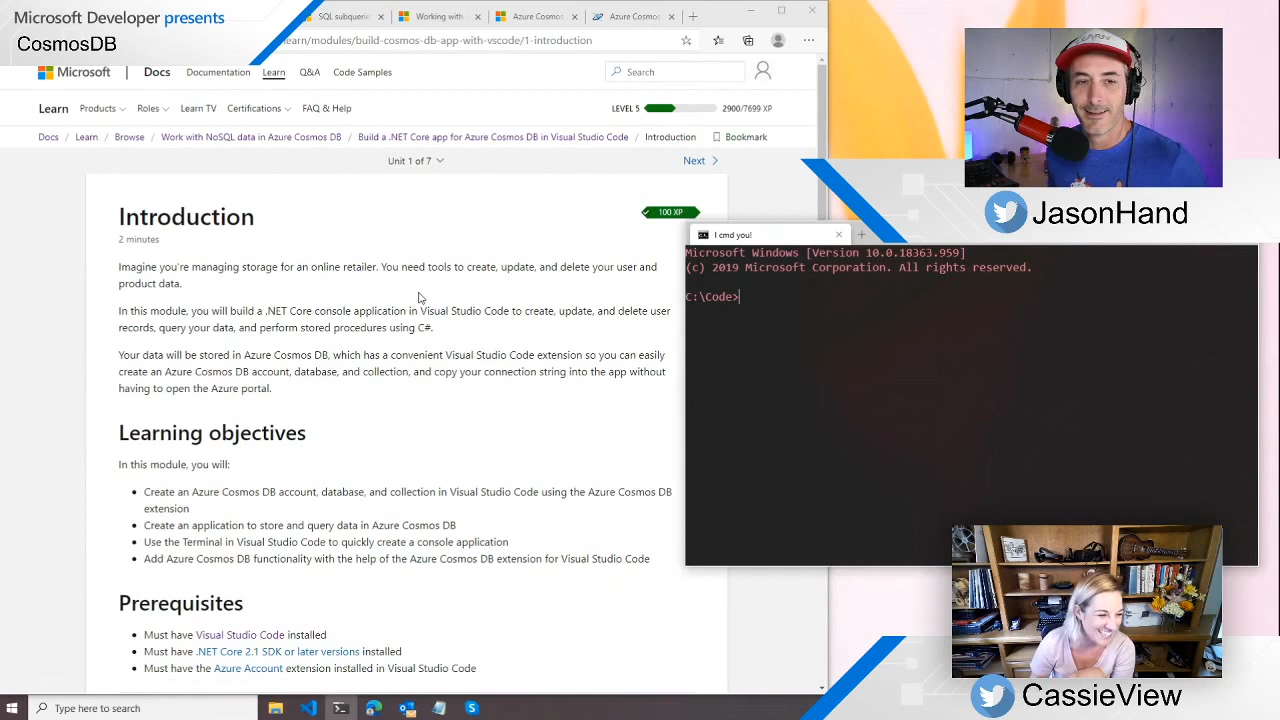 Microsoft Developer presents
CosmosDB
SQL subquerie
Working with
Azure Cosmos
Azure Cosmo
learn/modules/build-cosmos-db-app-with-vscode/1-introduction
Microsoft | Docs Documentation Learn Q&A Code Samples
Search
Learn Products Roles Learn TV Certifications FAQ & Help
LEVEL 5 2900/7699 XP
Docs / Learn / Browse / Work with NoSQL data in Azure Cosmos DB / Build a .NET Core app for Azure Cosmos DB in Visual Studio Code / Introduction
Bookmark
Unit 1 of 7
Next
Introduction
100 XP
2 minutes
Imagine you're managing storage for an online retailer. You need tools to create, update, and delete your user and
product data.
In this module, you will build a .NET Core console application in Visual Studio Code to create, update, and delete user
records, query your data, and perform stored procedures using C#.
Your data will be stored in Azure Cosmos DB, which has a convenient Visual Studio Code extension so you can easily
create an Azure Cosmos DB account, database, and collection, and copy your connection string into the app without
having to open the Azure portal.
Learning objectives
In this module, you will:
• Create an Azure Cosmos DB account, database, and collection in Visual Studio Code using the Azure Cosmos DB
extension
• Create an application to store and query data in Azure Cosmos DB
• Use the Terminal in Visual Studio Code to quickly create a console application
• Add Azure Cosmos DB functionality with the help of the Azure Cosmos DB extension for Visual Studio Code
Prerequisites
• Must have Visual Studio Code installed
• Must have .NET Core 2.1 SDK or later versions installed
• Must have the Azure Account extension installed in Visual Studio Code
Type here to search
I cmd you!
Microsoft Windows [Version 10.0.18363.959]
(c) 2019 Microsoft Corporation. All rights reserved.
C:\Code>
JasonHand
CassieView